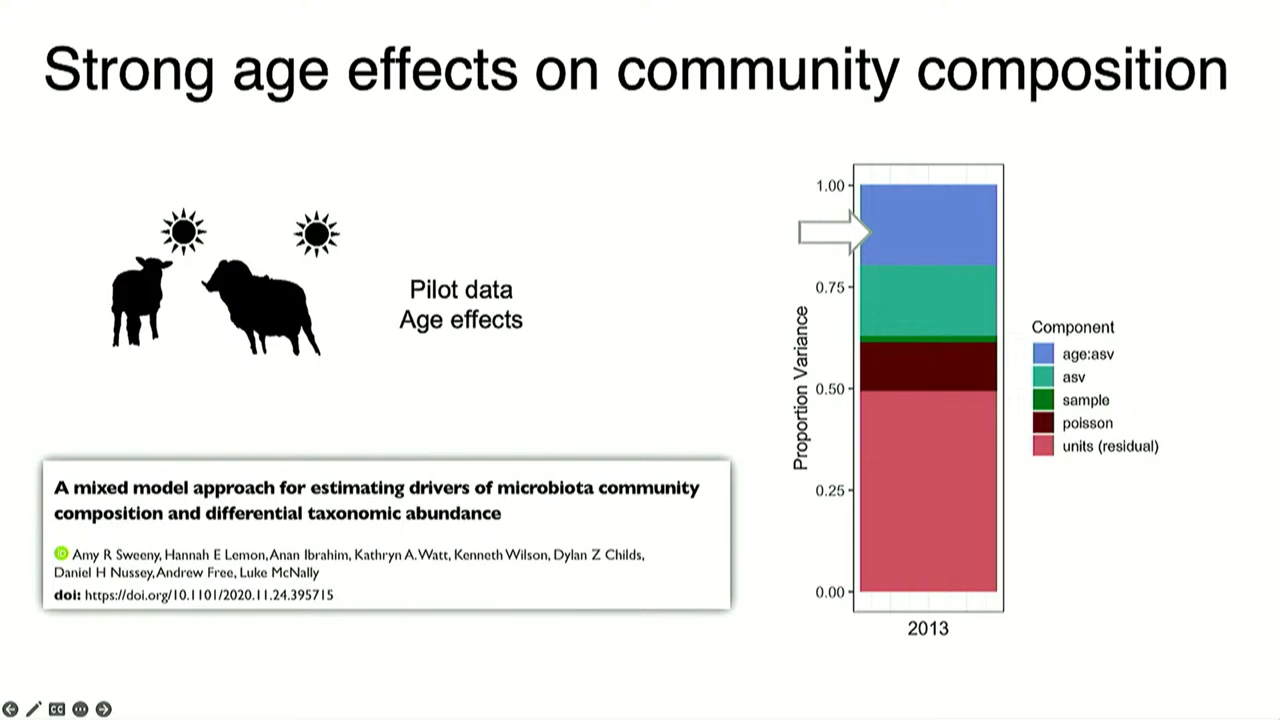 Strong age effects on community composition
Pilot data
Age effects
A mixed model approach for estimating drivers of microbiota community
composition and differential taxonomic abundance
iD Amy R Sweeny, Hannah E Lemon, Anan Ibrahim, Kathryn A. Watt, Kenneth Wilson, Dylan Z Childs,
Daniel H Nussey, Andrew Free, Luke McNally
doi: https://doi.org/10.1101/2020.11.24.395715
Proportion Variance
1.00
0.75
0.50
0.25
0.00
2013
Component
age:asv
asv
sample
poisson
units (residual)
CC